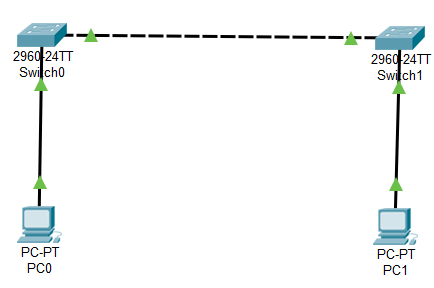 2960-24TT
Switch0
2960-24TT
Switch1
PC-PT
PC0
PC-PT
PC1